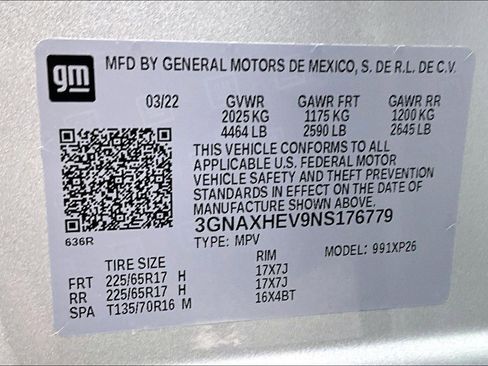 gm
MFD BY GENERAL MOTORS DE MEXICO, S. DE R.L. DE C.V.
03/22 GVWR GAWR FRT GAWR RR
2025 KG 1175 KG 1200 KG
4464 LB 2590 LB 2645 LB
THIS VEHICLE CONFORMS TO ALL
APPLICABLE U.S. FEDERAL MOTOR
VEHICLE SAFETY AND THEFT PREVENTION
STANDARDS IN EFFECT ON THE DATE OF
MANUFACTURE SHOWN ABOVE.
3GNAXHEV9NS176779
636R TYPE: MPV MODEL: 991XP26
TIRE SIZE RIM
FRT 225/65R17 H 17X7J
RR 225/65R17 H 17X7J
SPA T135/70R16 M 16X4BT